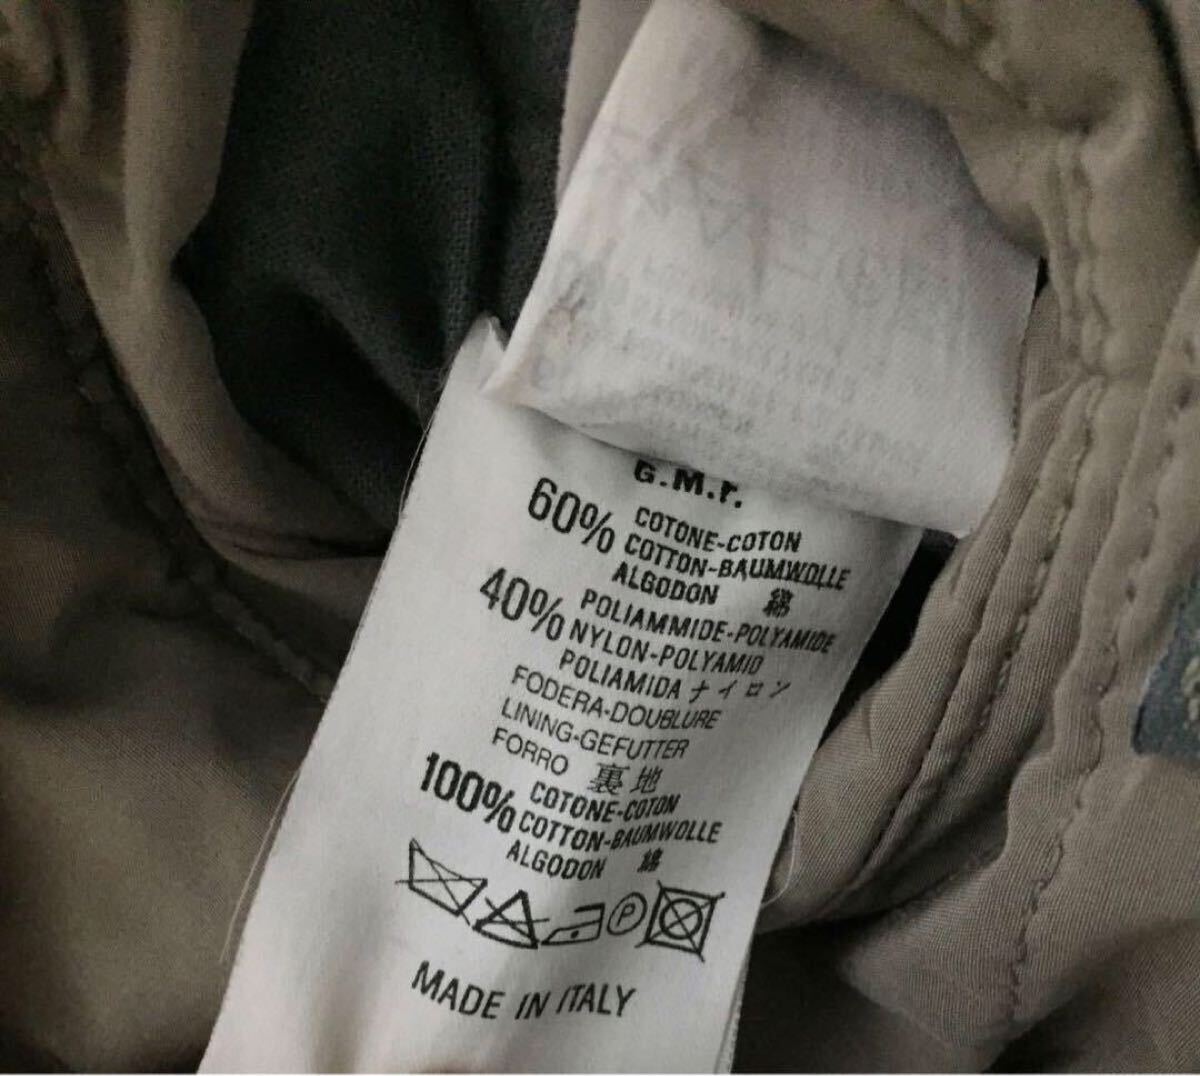 G.M.r.
60% COTONE-COTON
COTTON-BAUMWOLLE
ALGODON 綿
40% POLIAMMIDE-POLYAMIDE
NYLON-POLYAMID
POLIAMIDA ナイロン
FODERA-DOUBLURE
LINING-GEFUTTER
FORRO 裏地
100% COTONE-COTON
COTTON-BAUMWOLLE
ALGODON 綿
P
MADE IN ITALY